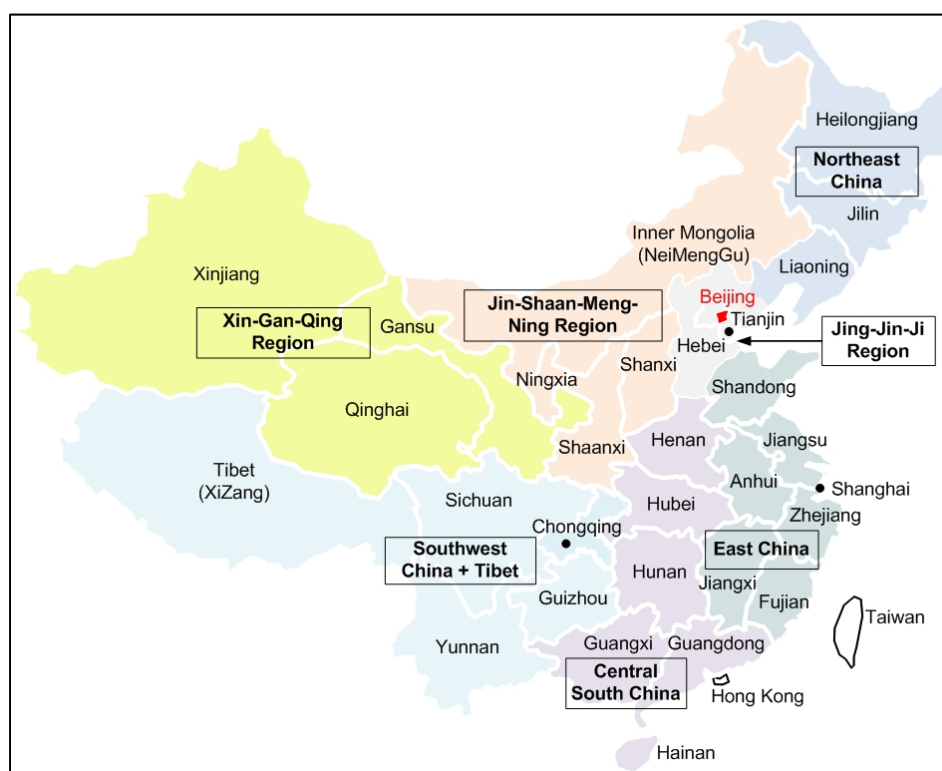 Heilongjiang
Northeast
China
Jilin
Inner Mongolia
(NeiMengGu)
Liaoning
Xinjiang
Beijing
Jin-Shaan-Meng-
Ning Region
Xin-Gan-Qing
Region
Gansu
Tianjin
Jing-Jin-Ji
Region
Hebei
Shanxi
Ningxia
Shandong
Qinghai
Henan
Jiangsu
Shaanxi
Tibet
(XiZang)
Anhui
Sichuan
Shanghai
Hubei
Zhejiang
Chongqing
Southwest
China + Tibet
East China
Hunan
Jiangxi
Guizhou
Fujian
Taiwan
Yunnan
Guangxi
Guangdong
Central
South China
Hong Kong
Hainan